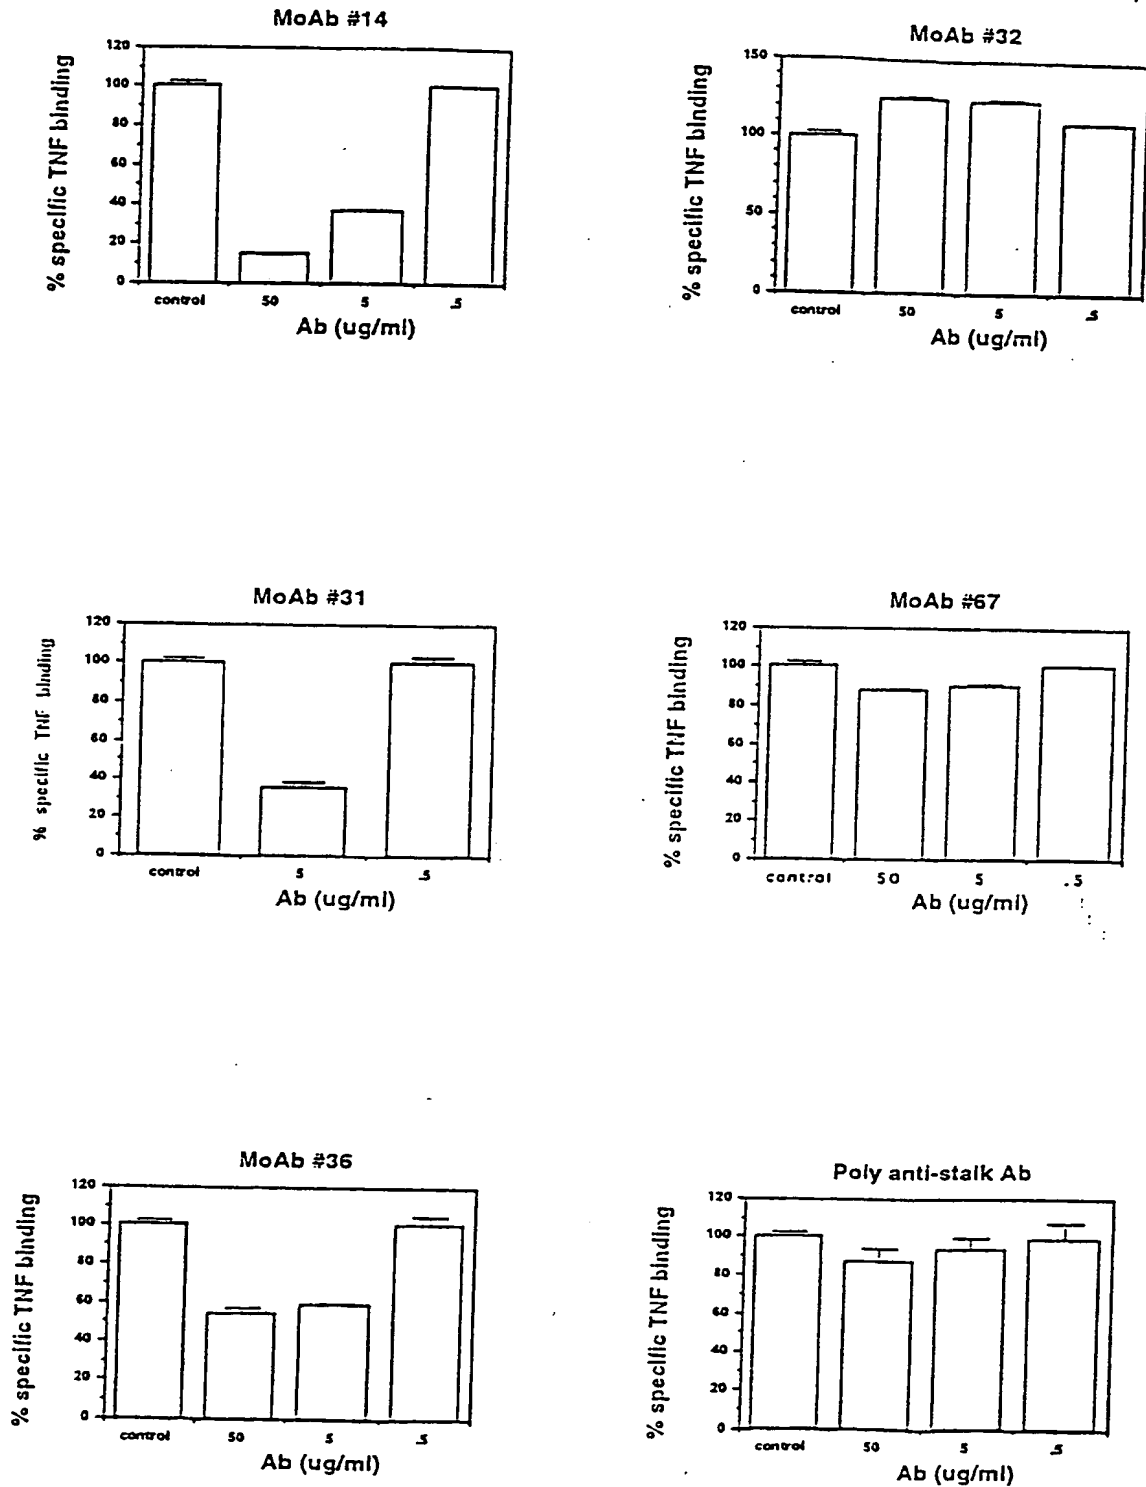 MoAb #14
% specific TNF binding
120
100
80
60
40
20
0
control 50 5 .5
Ab (ug/ml)
MoAb #32
% specific TNF binding
150
100
50
0
control 50 5 .5
Ab (ug/ml)
MoAb #31
% specific TNF binding
120
100
80
60
40
20
0
control 5 .5
Ab (ug/ml)
MoAb #67
% specific TNF binding
120
100
80
60
40
20
0
control 50 5 .5
Ab (ug/ml)
MoAb #36
% specific TNF binding
120
100
80
60
40
20
0
control 50 5 .5
Ab (ug/ml)
Poly anti-stalk Ab
% specific TNF binding
120
100
80
60
40
20
0
control 50 5 .5
Ab (ug/ml)